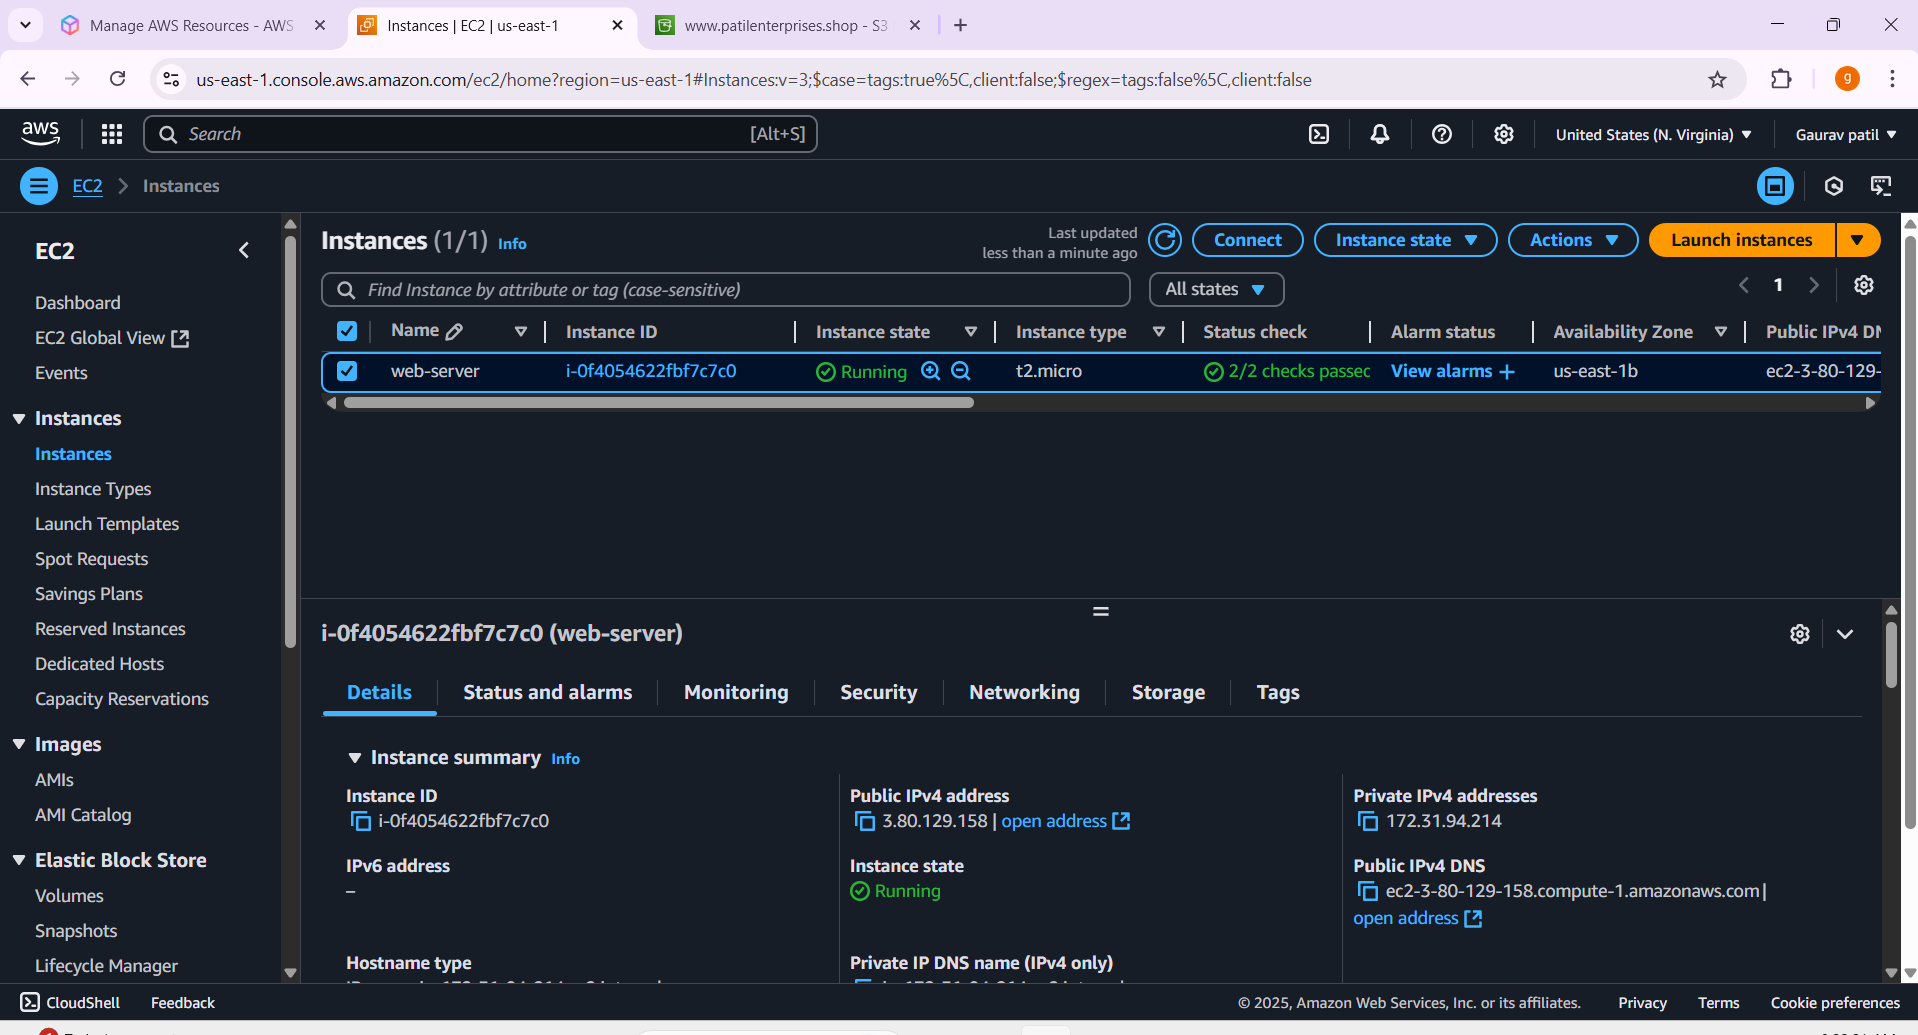 Manage AWS Resources - AWS
Instances | EC2 | us-east-1
www.patilenterprises.shop - S3
us-east-1.console.aws.amazon.com/ec2/home?region=us-east-1#Instances:v=3;$case=tags:true%5C,client:false;$regex=tags:false%5C,client:false
g
aws
Search
[Alt+S]
United States (N. Virginia)
Gaurav patil
EC2
Instances
EC2
Dashboard
EC2 Global View
Events
Instances
Instances
Instance Types
Launch Templates
Spot Requests
Savings Plans
Reserved Instances
Dedicated Hosts
Capacity Reservations
Images
AMIs
AMI Catalog
Elastic Block Store
Volumes
Snapshots
Lifecycle Manager
Instances (1/1) Info
Last updated
less than a minute ago
Connect
Instance state
Actions
Launch instances
Find Instance by attribute or tag (case-sensitive)
All states
1
Name Instance ID Instance state Instance type Status check Alarm status Availability Zone Public IPv4 DN
web-server i-0f4054622fbf7c7c0 Running t2.micro 2/2 checks passed View alarms + us-east-1b ec2-3-80-129-
i-0f4054622fbf7c7c0 (web-server)
Details Status and alarms Monitoring Security Networking Storage Tags
Instance summary Info
Instance ID
i-0f4054622fbf7c7c0
Public IPv4 address
3.80.129.158 | open address
Private IPv4 addresses
172.31.94.214
IPv6 address
–
Instance state
Running
Public IPv4 DNS
ec2-3-80-129-158.compute-1.amazonaws.com |
open address
Hostname type
Private IP DNS name (IPv4 only)
CloudShell
Feedback
© 2025, Amazon Web Services, Inc. or its affiliates.
Privacy
Terms
Cookie preferences